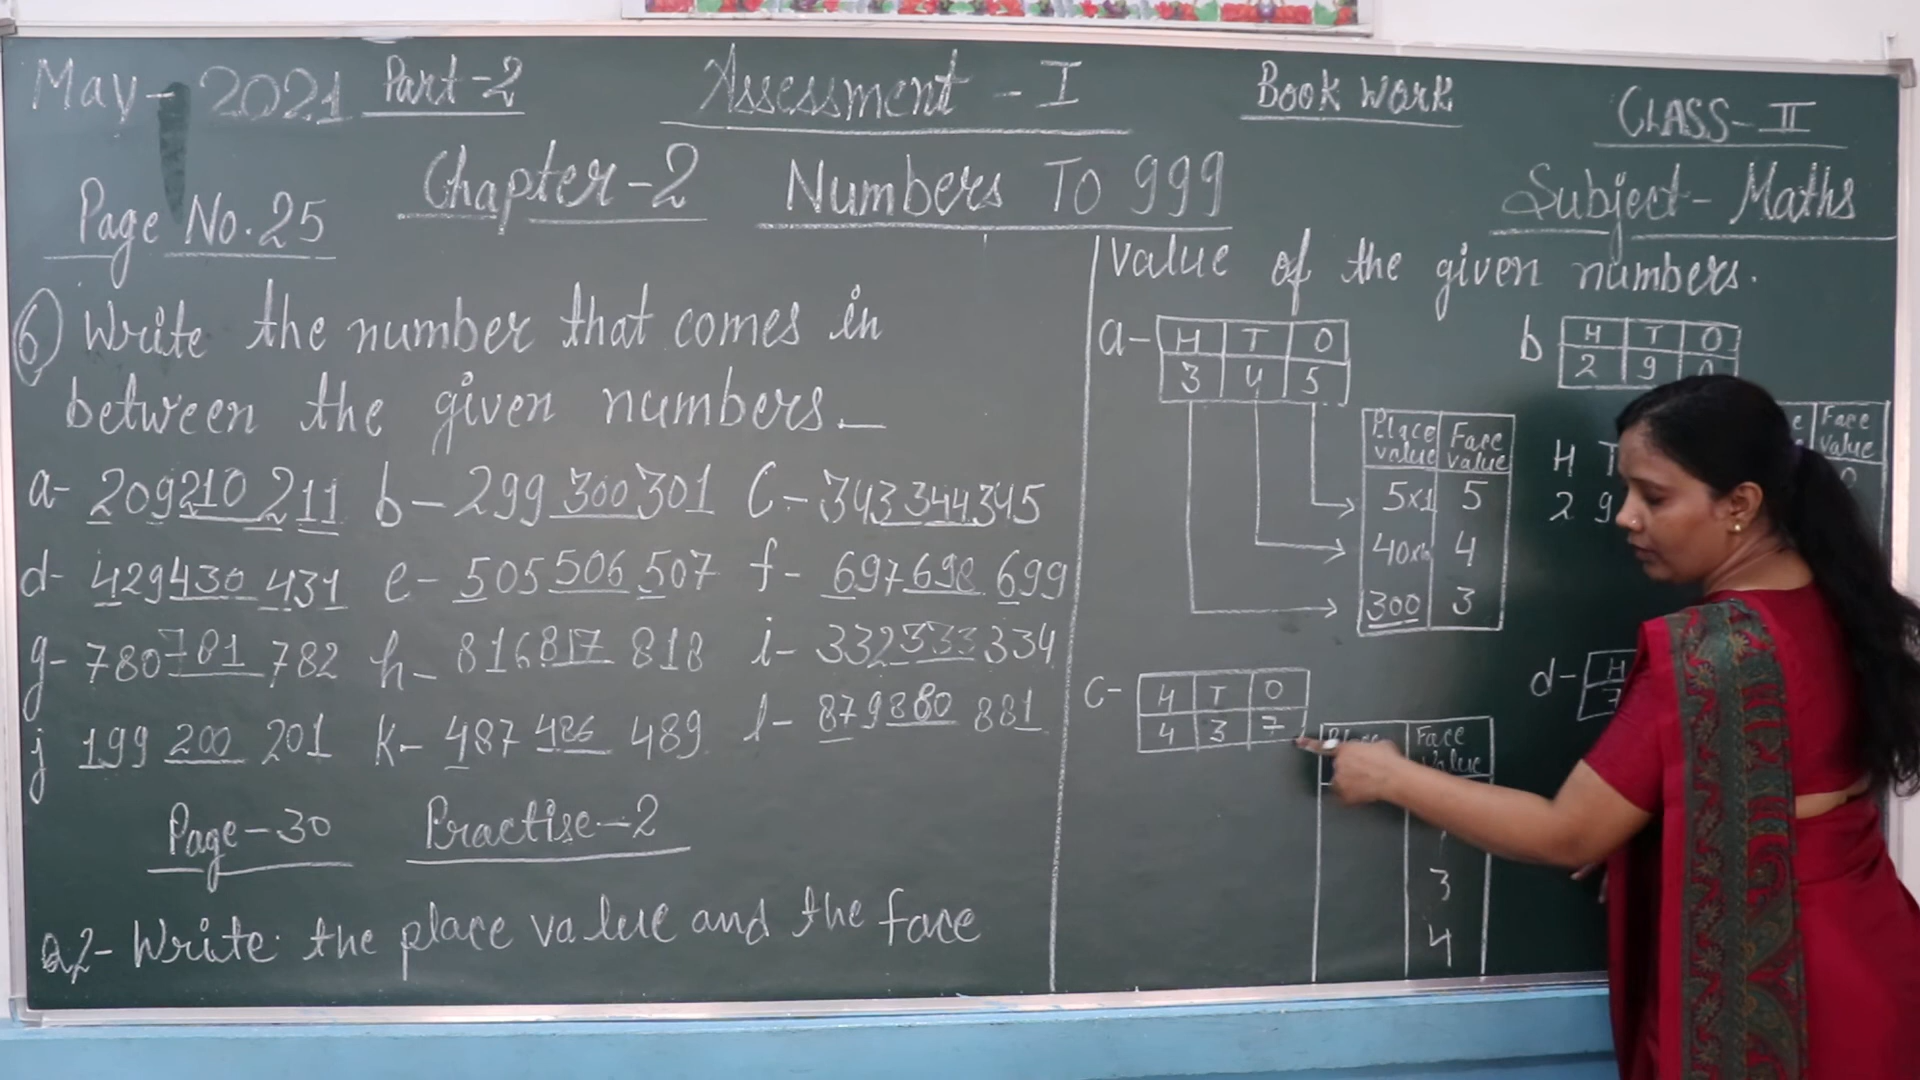 May- 2021 Part-2 Assessment - I Book Work CLASS-II
Chapter-2 Numbers To 999 Subject- Maths
Page No.25
6 Write the number that comes in
between the given numbers.
a- 209 210 211 b- 299 300 301 C- 343 344 345
d- 429 430 431 e- 505 506 507 f- 697 698 699
g- 780 781 782 h- 816 817 818 i- 332 333 334
j 199 200 201 K- 487 486 489 l- 879 880 881
Page-30 Practise-2
Q2- Write the place value and the face
value of the given numbers.
a- H T O
3 4 5
Place value Face value
5x1 5
40 4
300 3
b H T O
2 9
Face value
H T
2 9
C- H T O
4 3 7
Face value
3
4
d- H
7